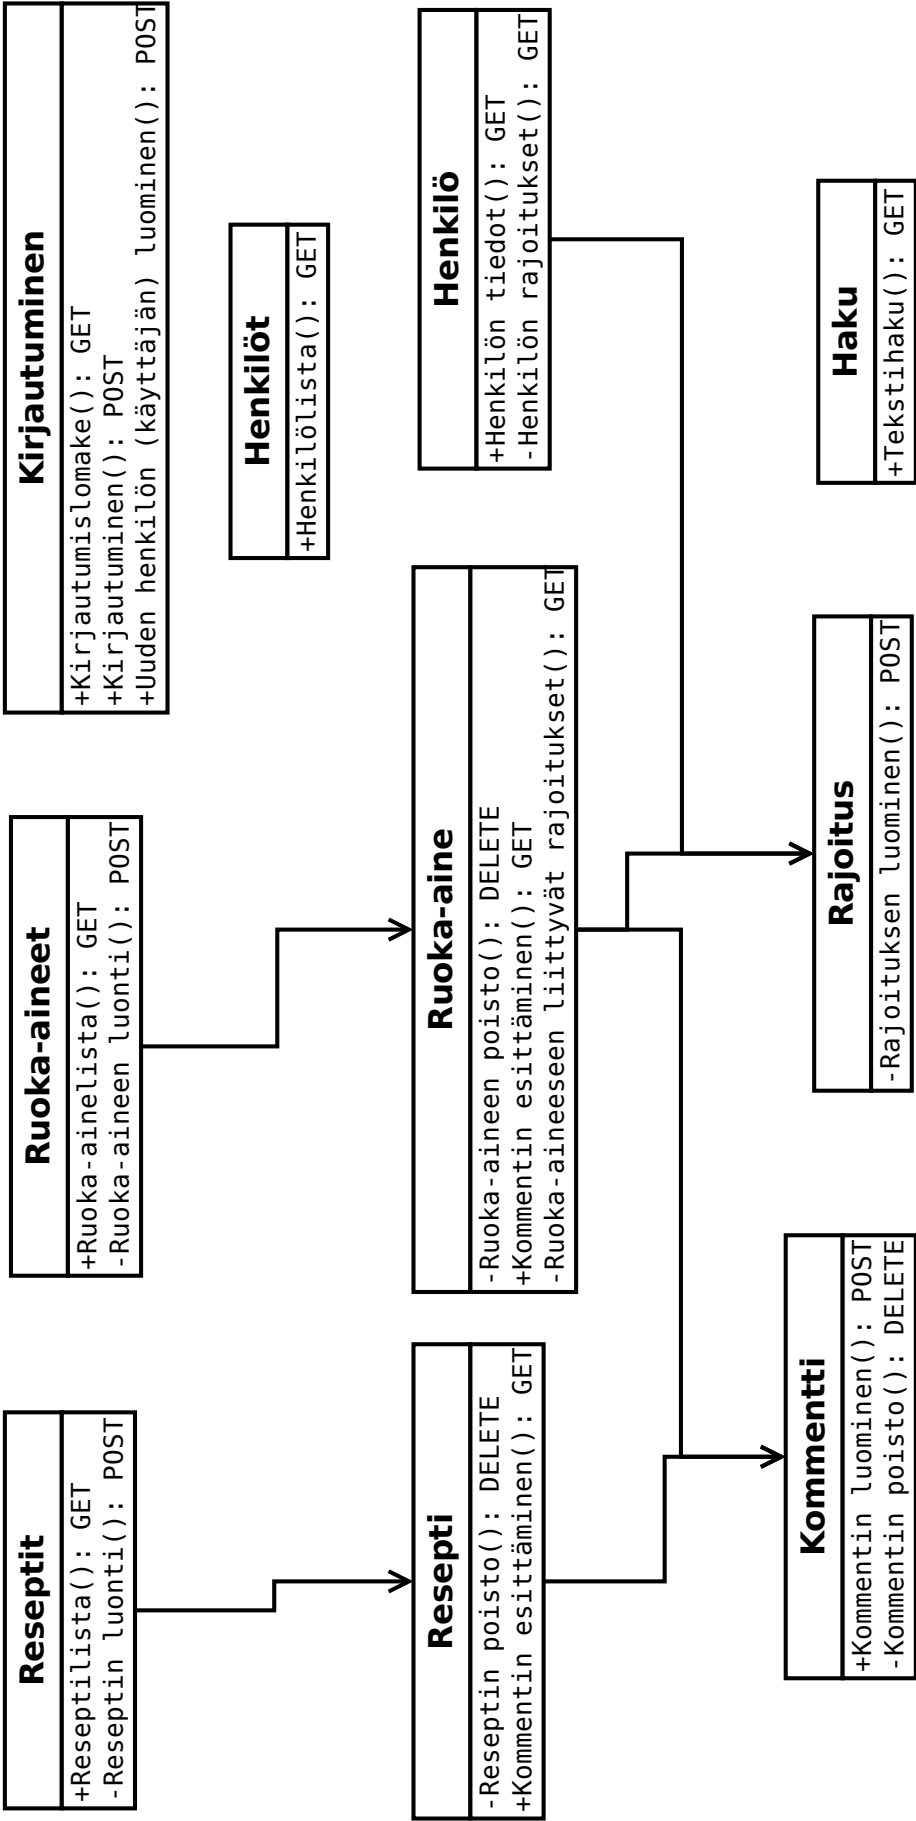 Reseptit
+Reseptilista(): GET
-Reseptin luonti(): POST
Ruoka-aineet
+Ruoka-ainelista(): GET
-Ruoka-aineen luonti(): POST
Kirjautuminen
+Kirjautumislomake(): GET
+Kirjautuminen(): POST
+Uuden henkilön (käyttäjän) luominen(): POST
Henkilöt
+Henkilölista(): GET
Resepti
-Reseptin poisto(): DELETE
+Kommentin esittäminen(): GET
Ruoka-aine
-Ruoka-aineen poisto(): DELETE
+Kommentin esittäminen(): GET
-Ruoka-aineeseen liittyvät rajoitukset(): GET
Henkilö
+Henkilön tiedot(): GET
-Henkilön rajoitukset(): GET
Kommentti
+Kommentin luominen(): POST
-Kommentin poisto(): DELETE
Rajoitus
-Rajoituksen luominen(): POST
Haku
+Tekstihaku(): GET